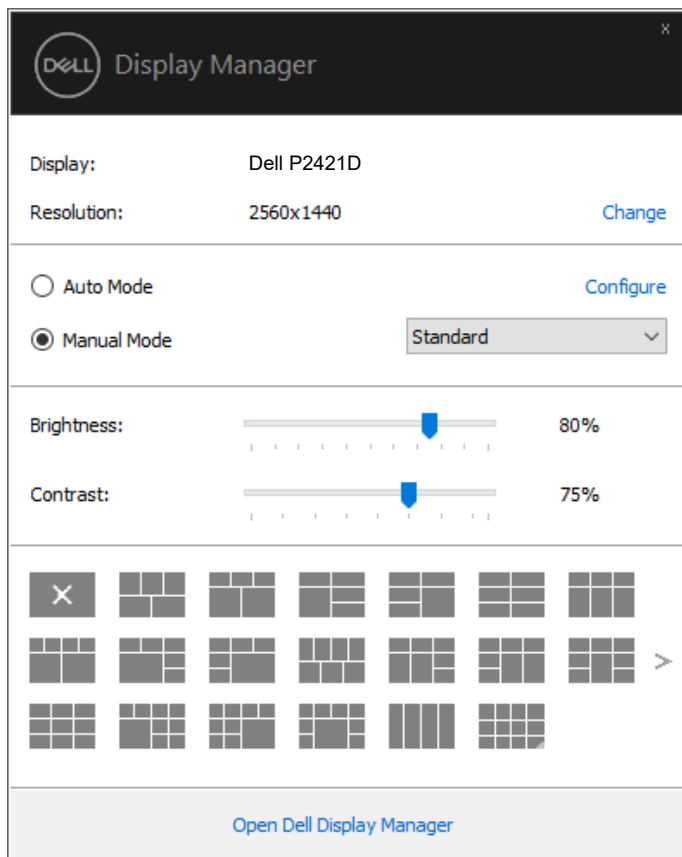 x
DELL Display Manager
Display: Dell P2421D
Resolution: 2560x1440 Change
Auto Mode Configure
Manual Mode Standard
Brightness: 80%
Contrast: 75%
Open Dell Display Manager